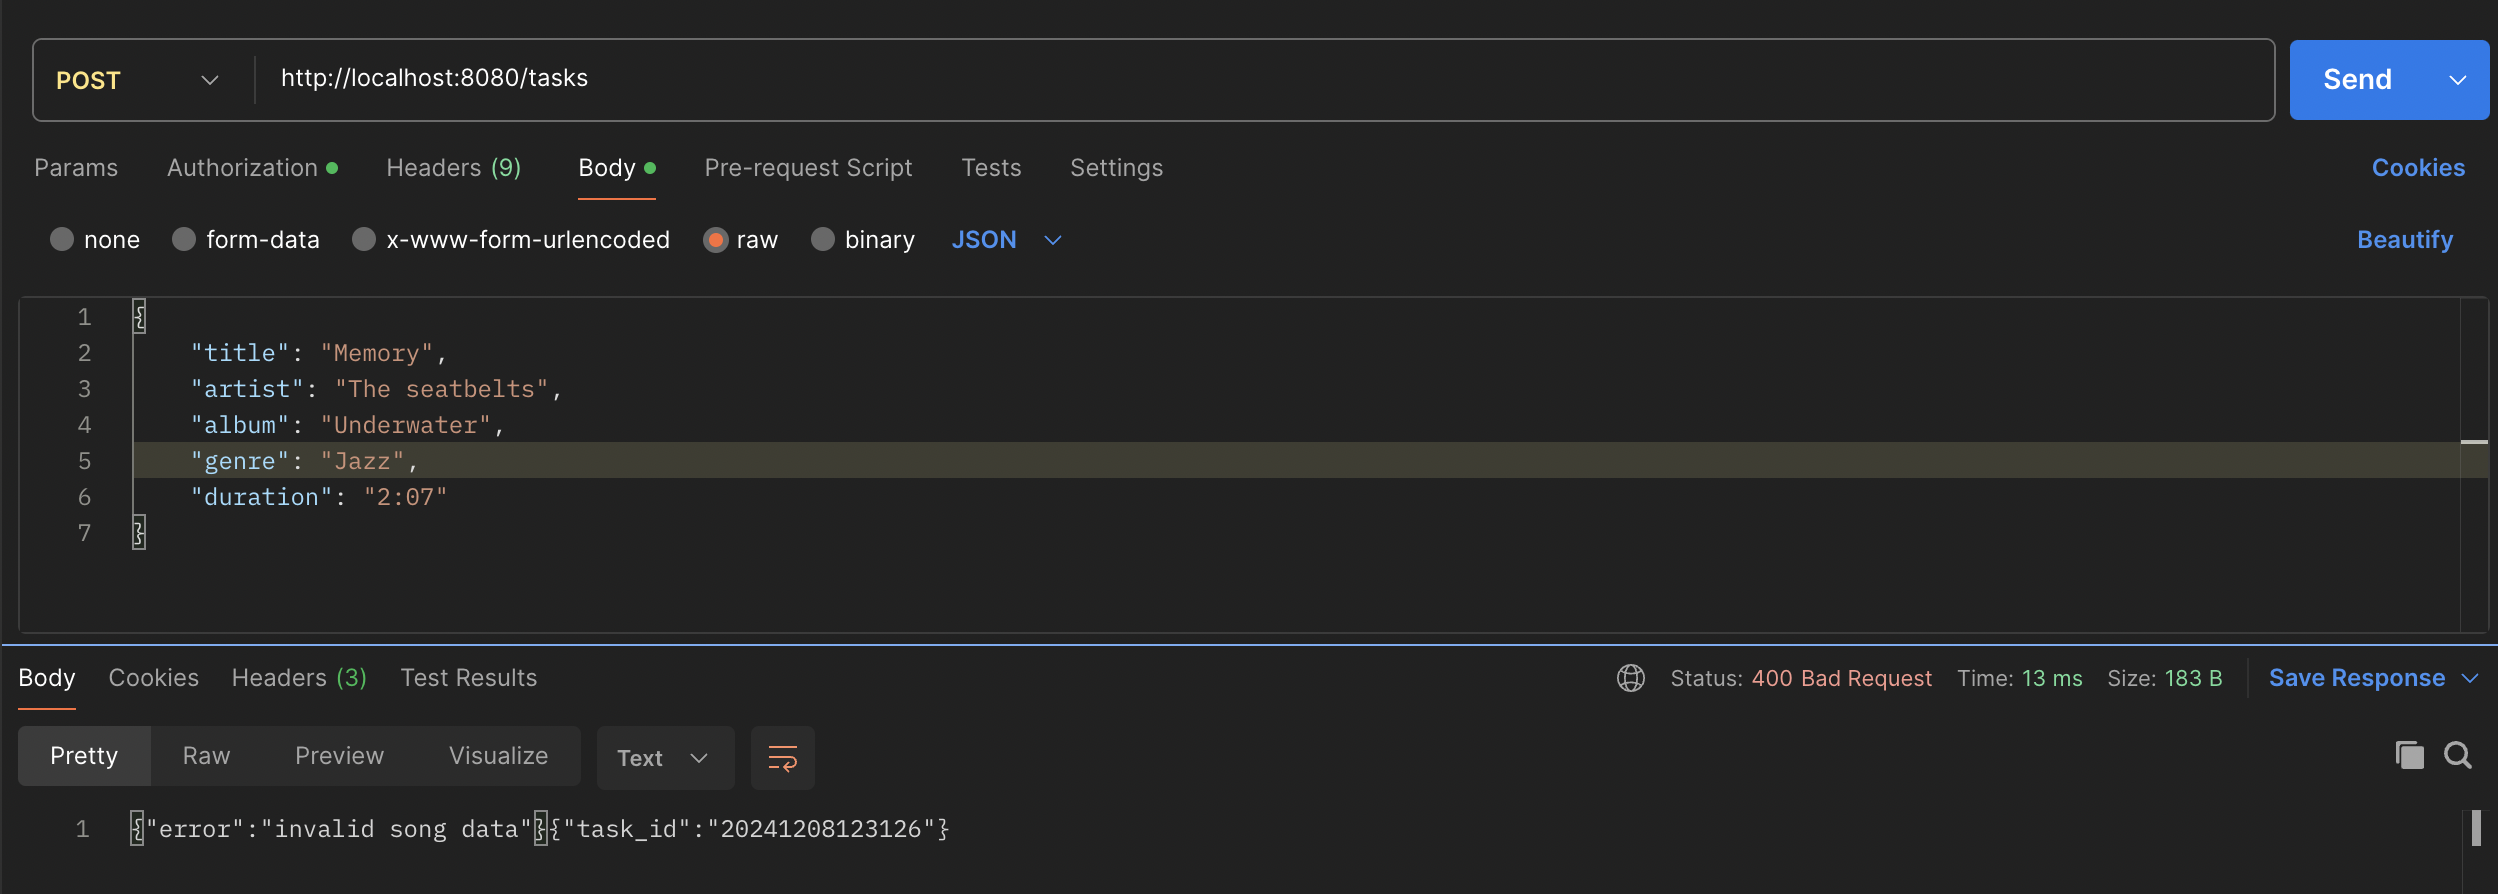 POST http://localhost:8080/tasks Send
Params Authorization Headers (9) Body Pre-request Script Tests Settings Cookies
none form-data x-www-form-urlencoded raw binary JSON Beautify
1 {
2 "title": "Memory",
3 "artist": "The seatbelts",
4 "album": "Underwater",
5 "genre": "Jazz",
6 "duration": "2:07"
7 }
Body Cookies Headers (3) Test Results Status: 400 Bad Request Time: 13 ms Size: 183 B Save Response
Pretty Raw Preview Visualize Text
1 {"error":"invalid song data"}{"task_id":"20241208123126"}